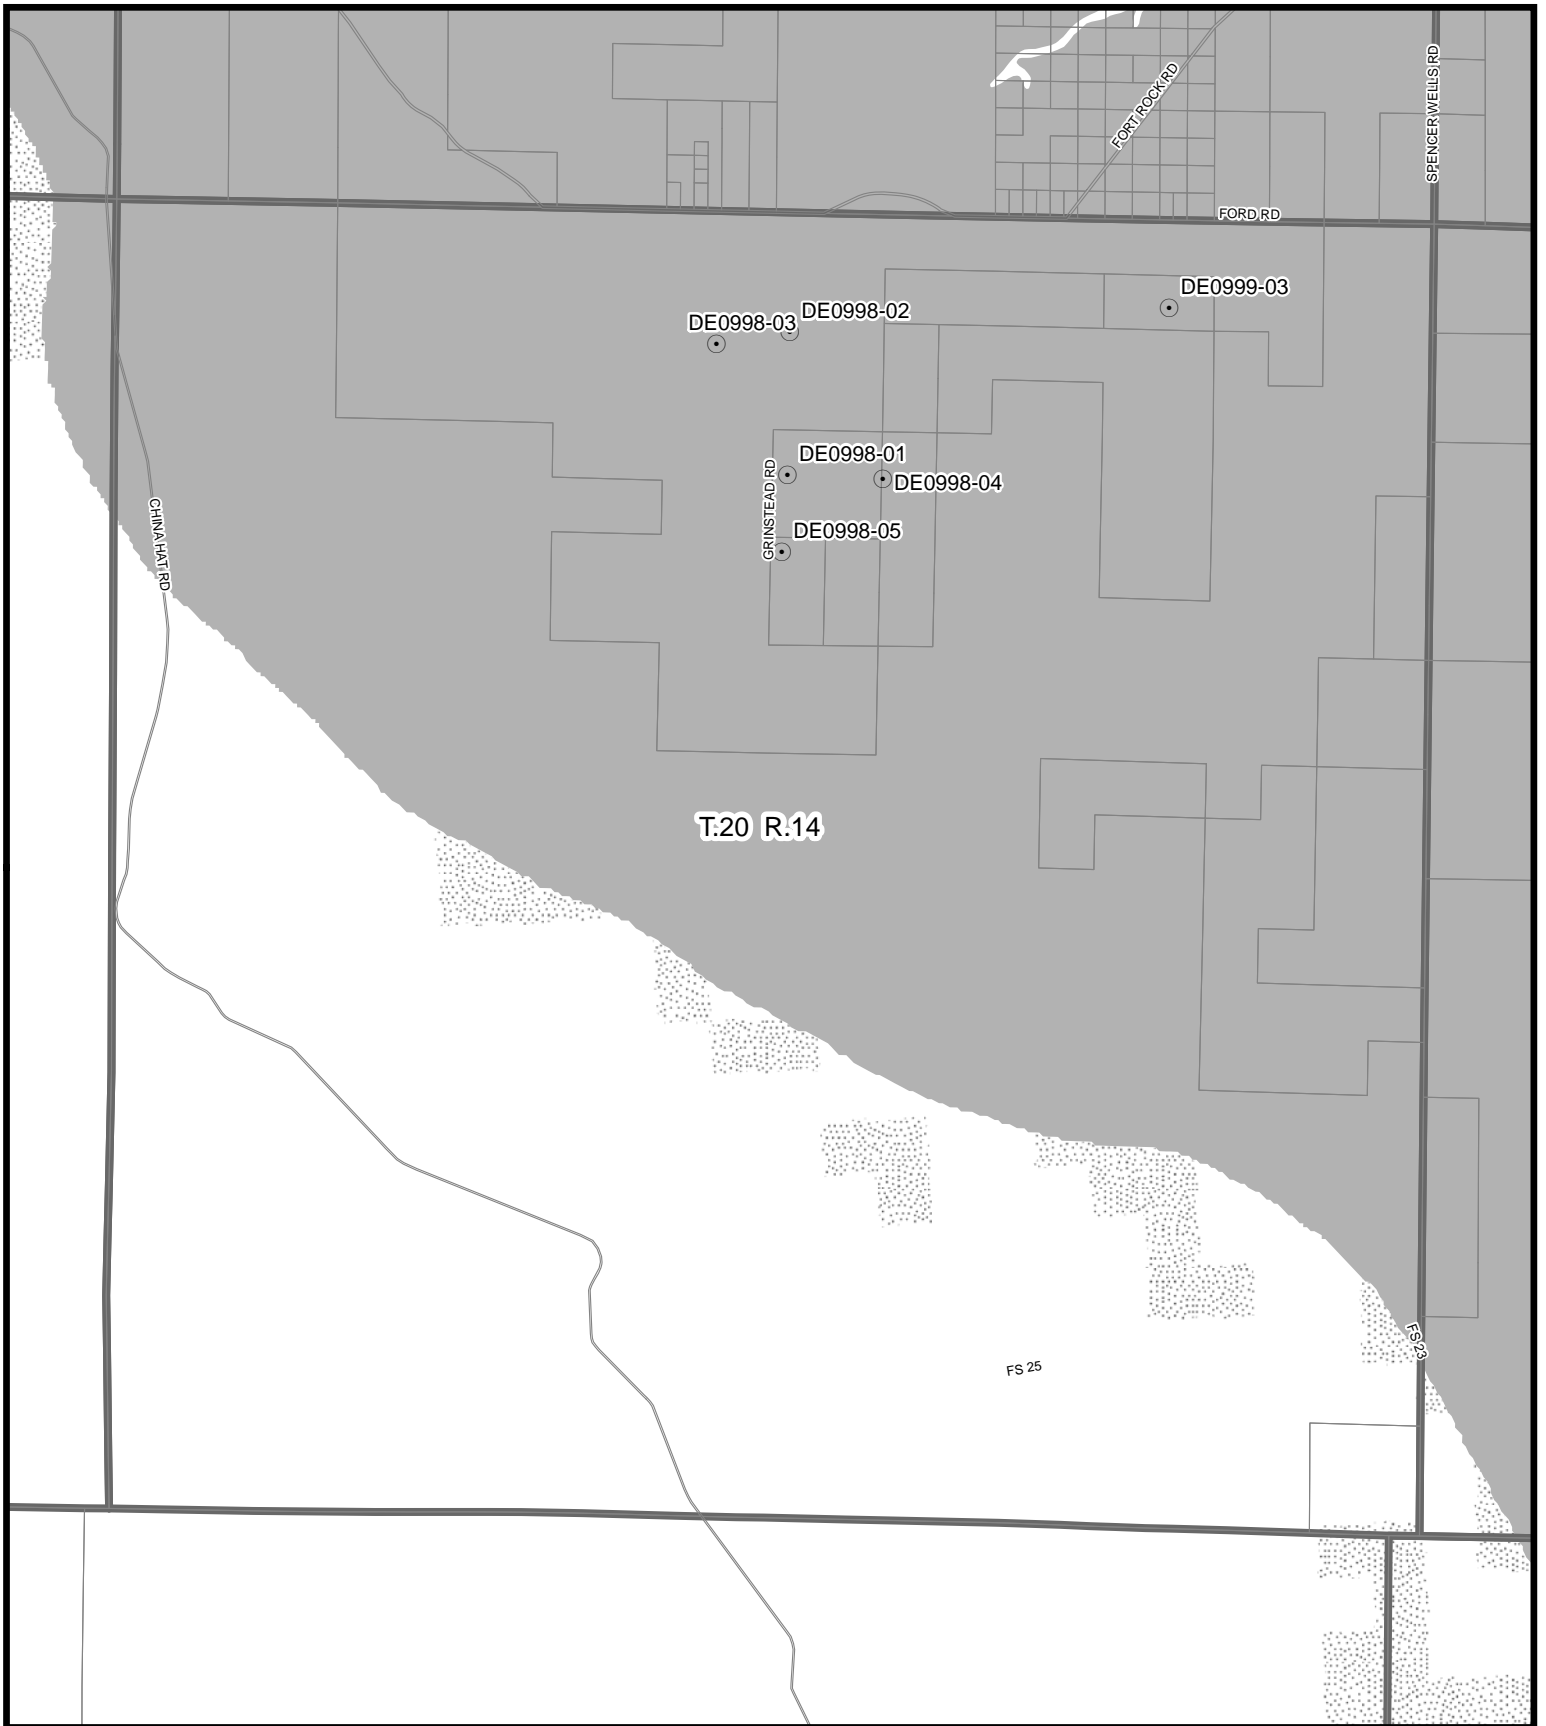 SPENCER WELLS RD
FORT ROCK RD
FORD RD
DE0999-03
DE0998-02
DE0998-03
DE0998-01
GRINSTEAD RD
DE0998-04
CHINA HAT RD
DE0998-05
T.20 R.14
FS 23
FS 25